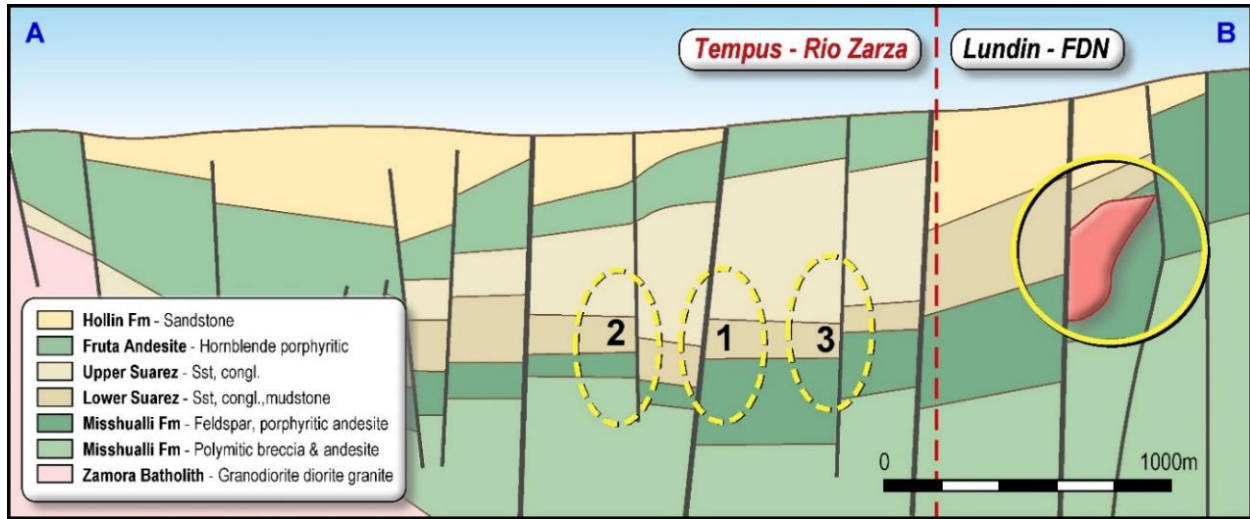 A
B
Tempus - Rio Zarza
Lundin - FDN
2
1
3
Hollin Fm - Sandstone
Fruta Andesite - Hornblende porphyritic
Upper Suarez - Sst, congl.
Lower Suarez - Sst, congl.,mudstone
Misshualli Fm - Feldspar, porphyritic andesite
Misshualli Fm - Polymitic breccia & andesite
Zamora Batholith - Granodiorite diorite granite
0
1000m